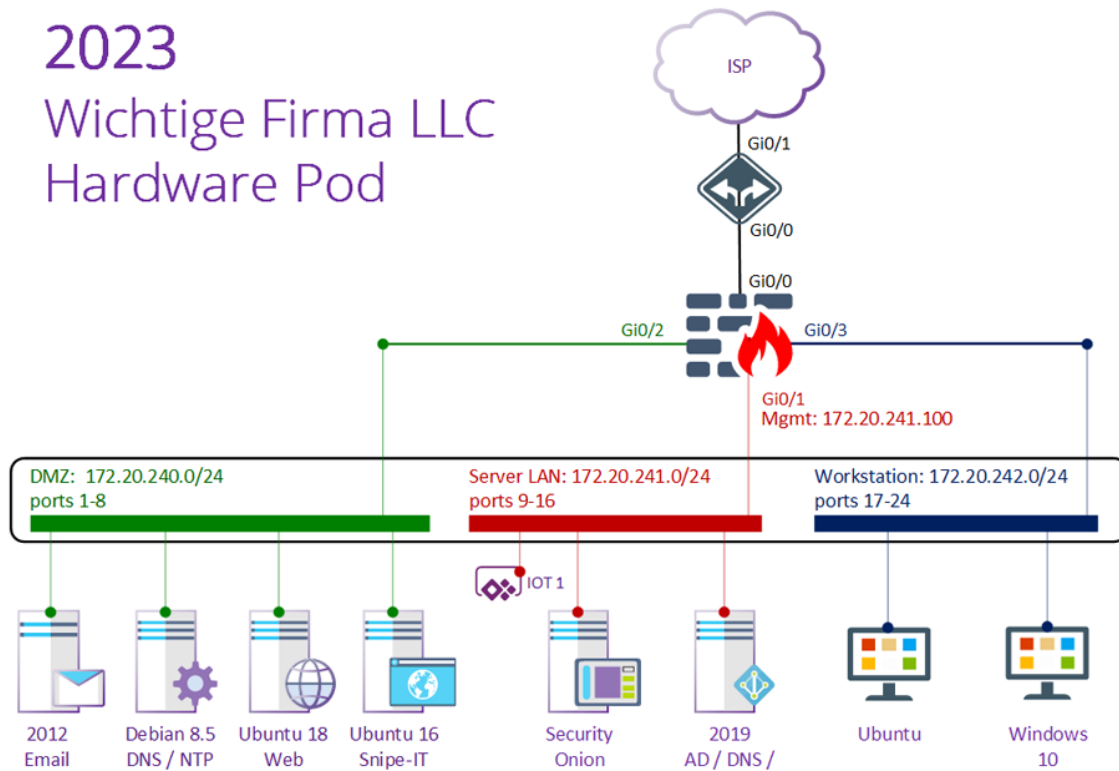 2023
Wichtige Firma LLC
Hardware Pod
ISP
Gi0/1
Gi0/0
Gi0/0
Gi0/2
Gi0/3
Gi0/1
Mgmt: 172.20.241.100
DMZ: 172.20.240.0/24
ports 1-8
Server LAN: 172.20.241.0/24
ports 9-16
Workstation: 172.20.242.0/24
ports 17-24
IOT 1
2012
Email
Debian 8.5
DNS / NTP
Ubuntu 18
Web
Ubuntu 16
Snipe-IT
Security
Onion
2019
AD / DNS /
Ubuntu
Windows
10